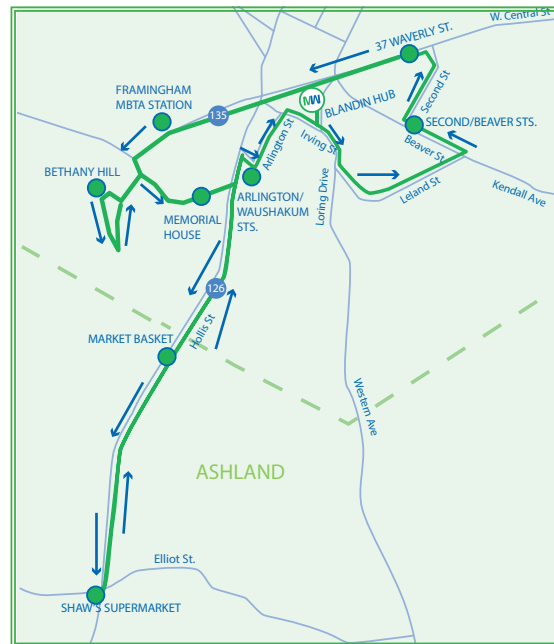 W. Central St
37 WAVERLY ST.
FRAMINGHAM
MBTA STATION
135
MW
BLANDIN HUB
Second St
SECOND/BEAVER STS.
Arlington St
Irving St
Beaver St
BETHANY HILL
MEMORIAL
HOUSE
ARLINGTON/
WAUSHAKUM
STS.
Loring Drive
Leland St
Kendall Ave
126
Hollis St
MARKET BASKET
Western Ave
ASHLAND
Elliot St.
SHAW'S SUPERMARKET